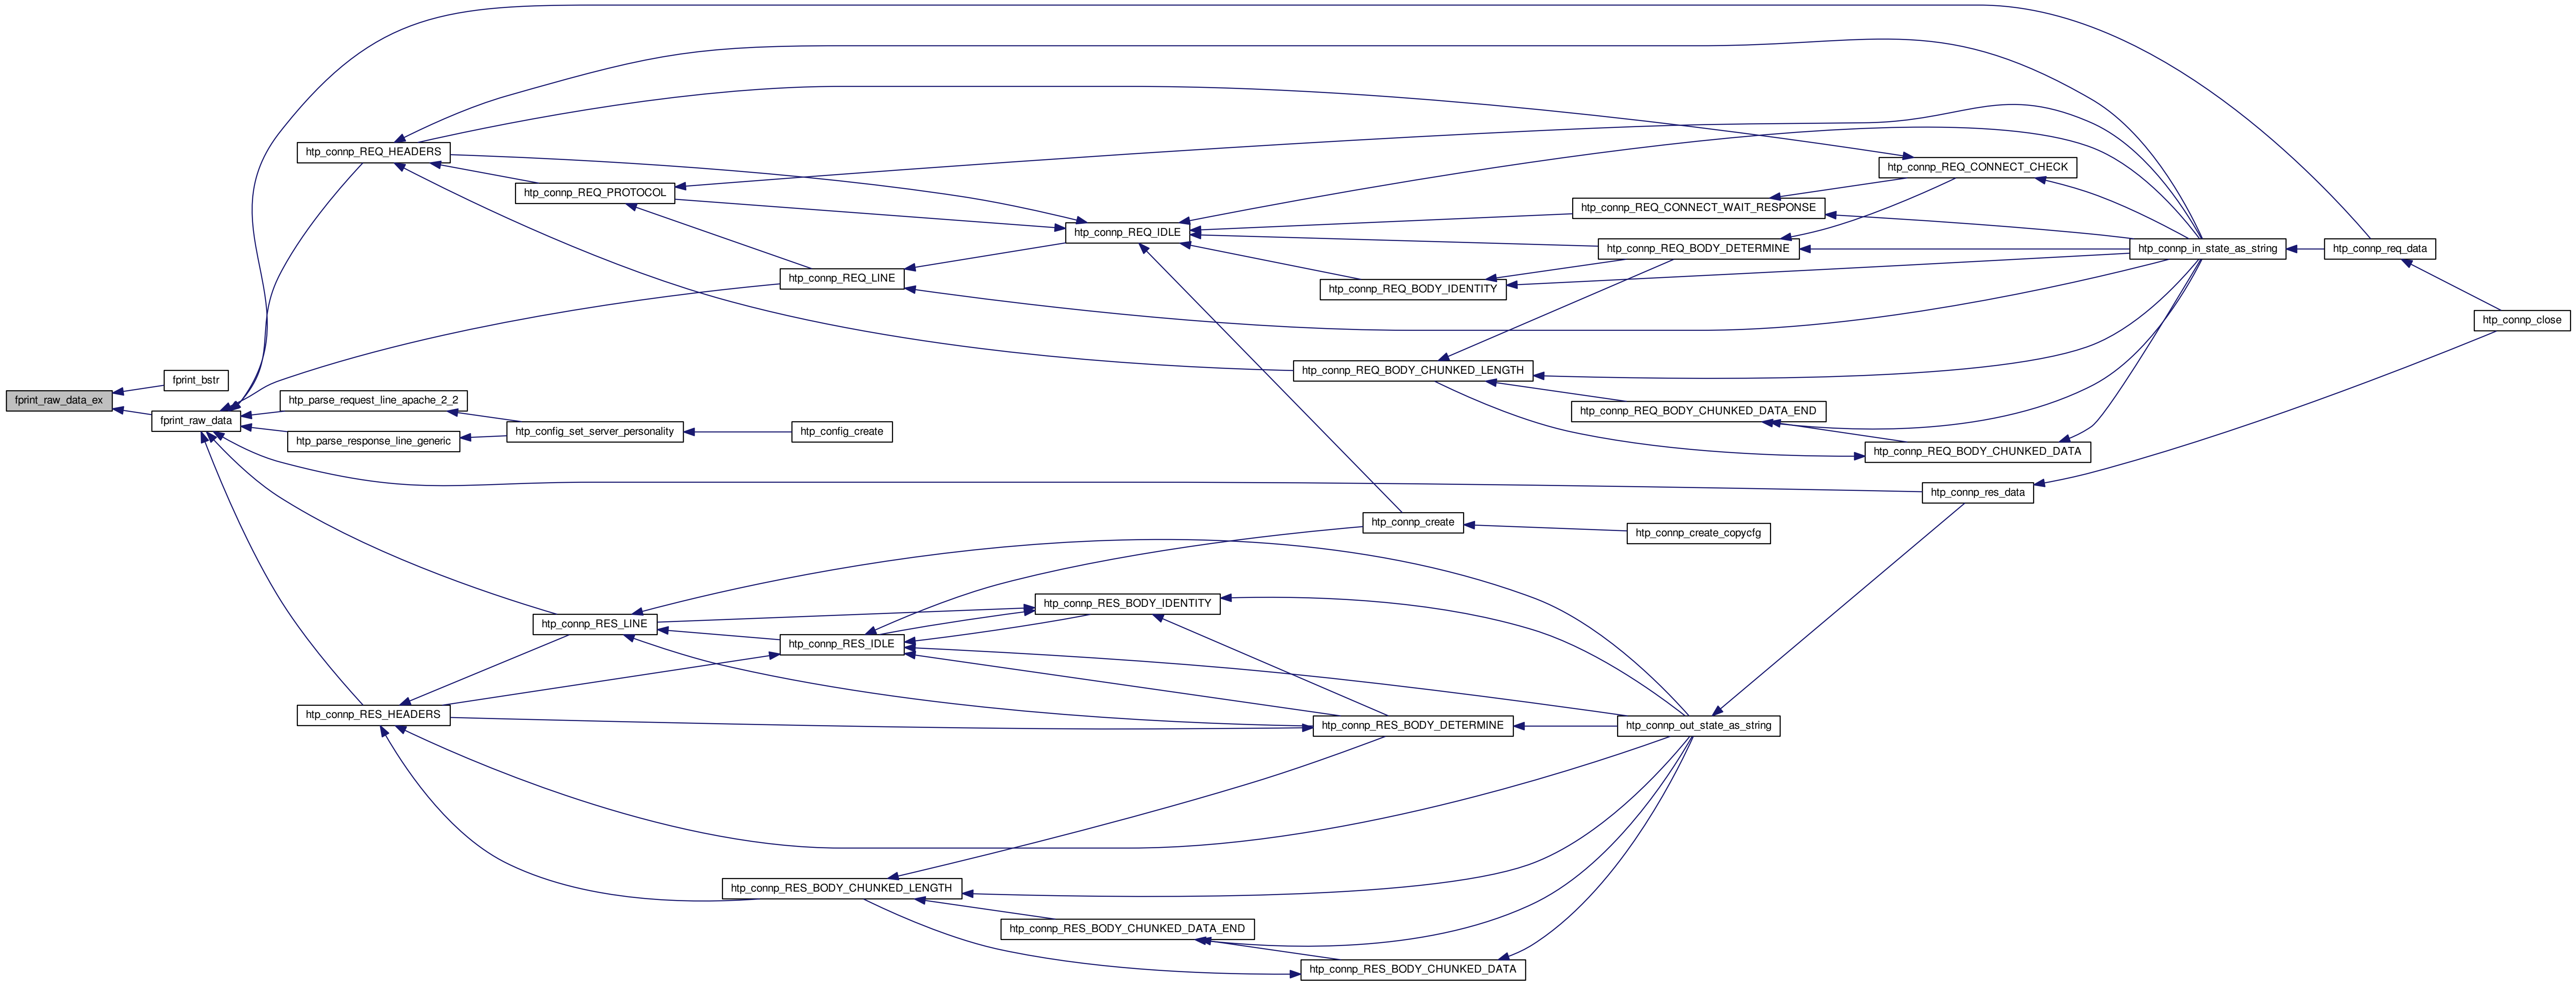 htp_connp_REQ_HEADERS
htp_connp_REQ_CONNECT_CHECK
htp_connp_REQ_PROTOCOL
htp_connp_REQ_CONNECT_WAIT_RESPONSE
htp_connp_REQ_IDLE
htp_connp_REQ_BODY_DETERMINE
htp_connp_in_state_as_string
htp_connp_req_data
htp_connp_REQ_LINE
htp_connp_REQ_BODY_IDENTITY
htp_connp_close
htp_connp_REQ_BODY_CHUNKED_LENGTH
fprint_bstr
fprint_raw_data_ex
htp_parse_request_line_apache_2_2
htp_connp_REQ_BODY_CHUNKED_DATA_END
fprint_raw_data
htp_config_set_server_personality
htp_config_create
htp_parse_response_line_generic
htp_connp_REQ_BODY_CHUNKED_DATA
htp_connp_res_data
htp_connp_create
htp_connp_create_copycfg
htp_connp_RES_BODY_IDENTITY
htp_connp_RES_LINE
htp_connp_RES_IDLE
htp_connp_RES_HEADERS
htp_connp_RES_BODY_DETERMINE
htp_connp_out_state_as_string
htp_connp_RES_BODY_CHUNKED_LENGTH
htp_connp_RES_BODY_CHUNKED_DATA_END
htp_connp_RES_BODY_CHUNKED_DATA